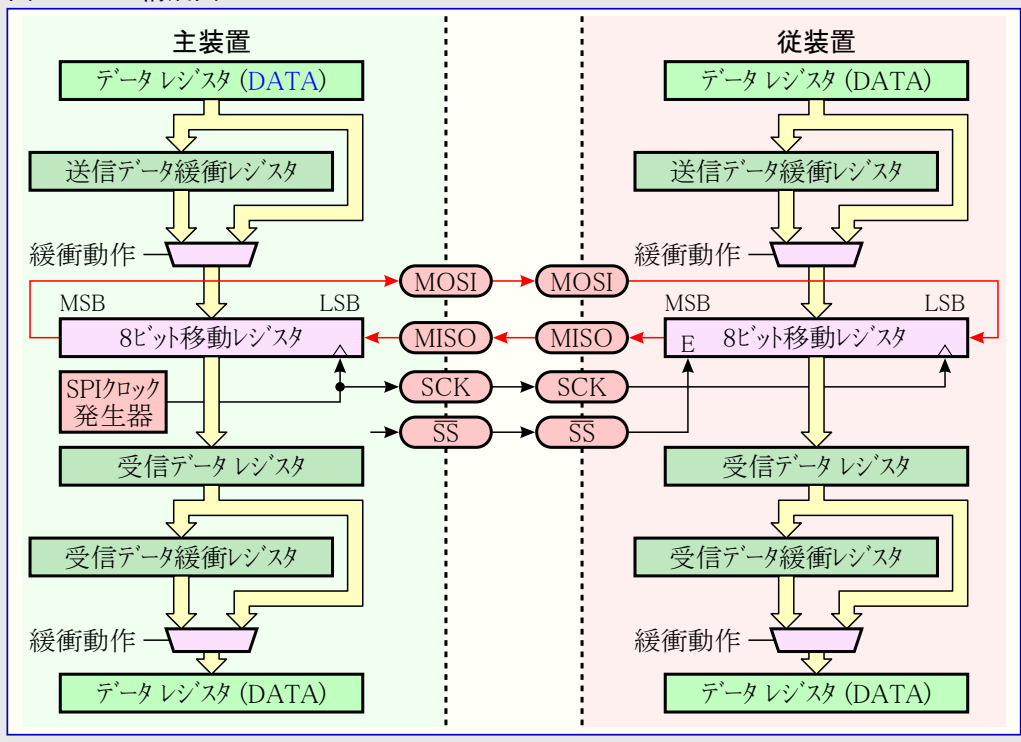 主装置
データ レジスタ (DATA)
送信データ緩衝レジスタ
緩衝動作
MSB
LSB
8ビット移動レジスタ
SPIクロック
発生器
受信データ レジスタ
受信データ緩衝レジスタ
緩衝動作
データ レジスタ (DATA)
MOSI
MOSI
MISO
MISO
SCK
SCK
SS
SS
従装置
データ レジスタ (DATA)
送信データ緩衝レジスタ
緩衝動作
MSB
LSB
E
8ビット移動レジスタ
受信データ レジスタ
受信データ緩衝レジスタ
緩衝動作
データ レジスタ (DATA)